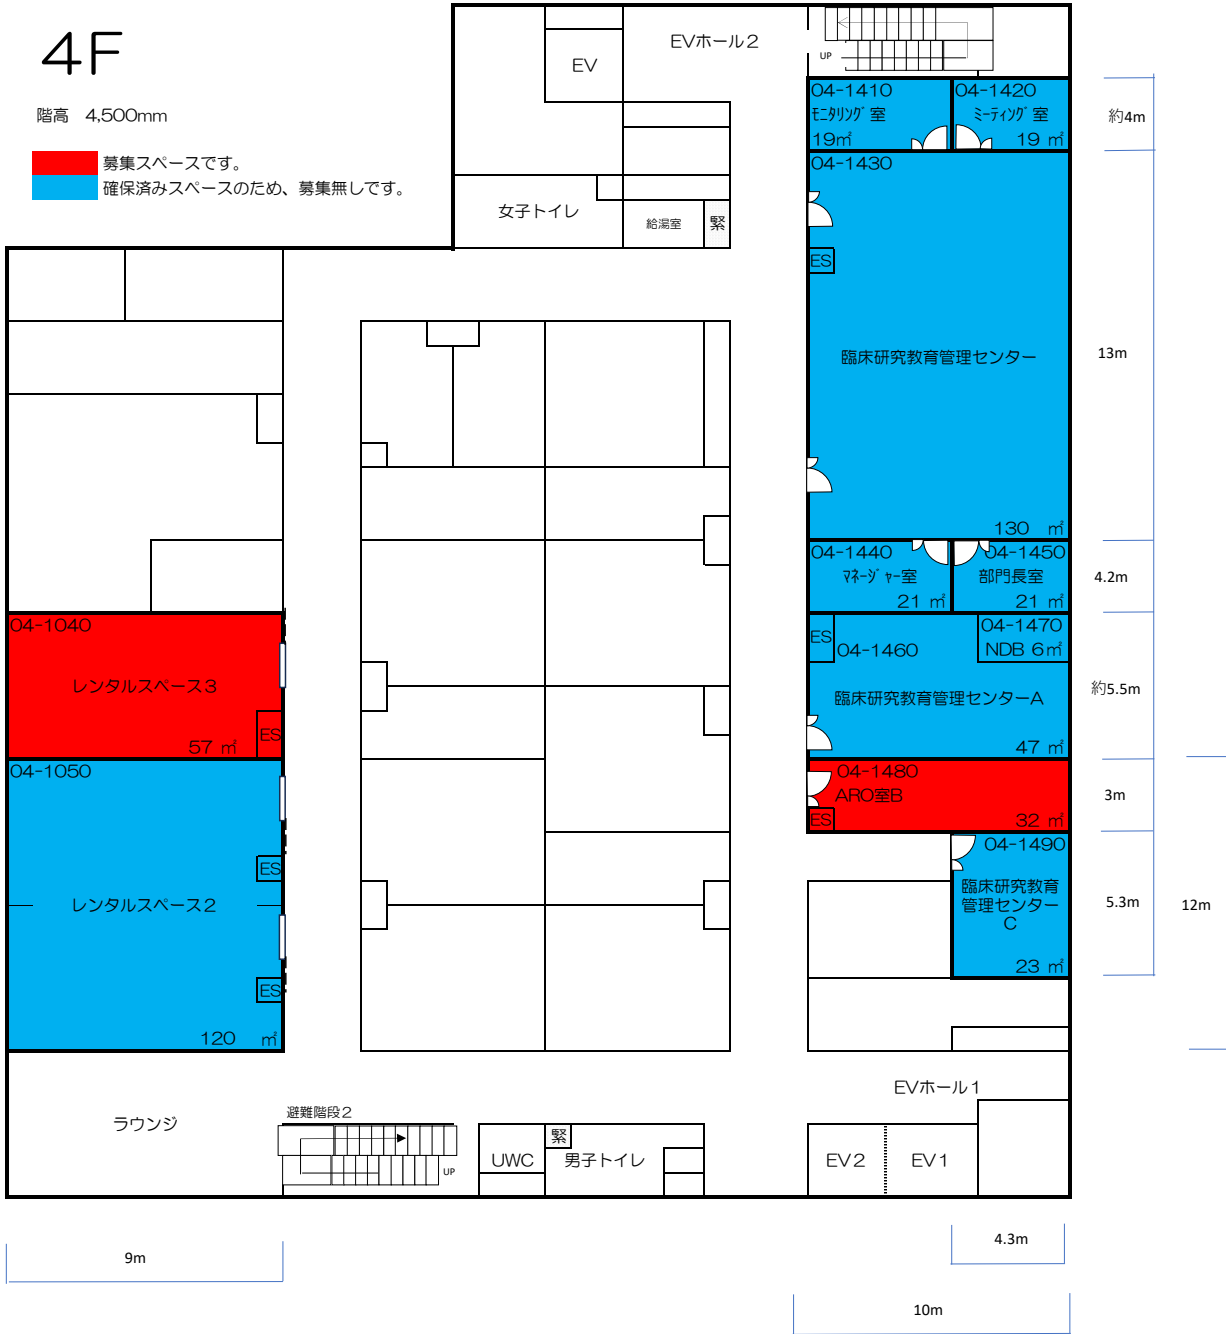 4F
階高　4,500mm
募集スペースです。
確保済みスペースのため、募集無しです。
EVホール２
EV
UP
女子トイレ
給湯室
緊
04-1410
ﾓﾆﾀﾘﾝｸﾞ室
19㎡
04-1420
ﾐｰﾃｨﾝｸﾞ室
19 ㎡
約4m
04-1430
ES
臨床研究教育管理センター
130 ㎡
13m
04-1440
ﾏﾈｰｼﾞｬｰ室
21 ㎡
04-1450
部門長室
21 ㎡
4.2m
ES
04-1460
04-1470
NDB 6㎡
臨床研究教育管理センターA
47 ㎡
約5.5m
04-1040
レンタルスペース３
ES
57 ㎡
04-1050
ES
レンタルスペース２
ES
120 ㎡
04-1480
ARO室B
ES
32 ㎡
3m
04-1490
臨床研究教育
管理センター
C
23 ㎡
5.3m
12m
EVホール１
ラウンジ
避難階段２
UP
UWC
緊
男子トイレ
EV２
EV１
9m
4.3m
10m